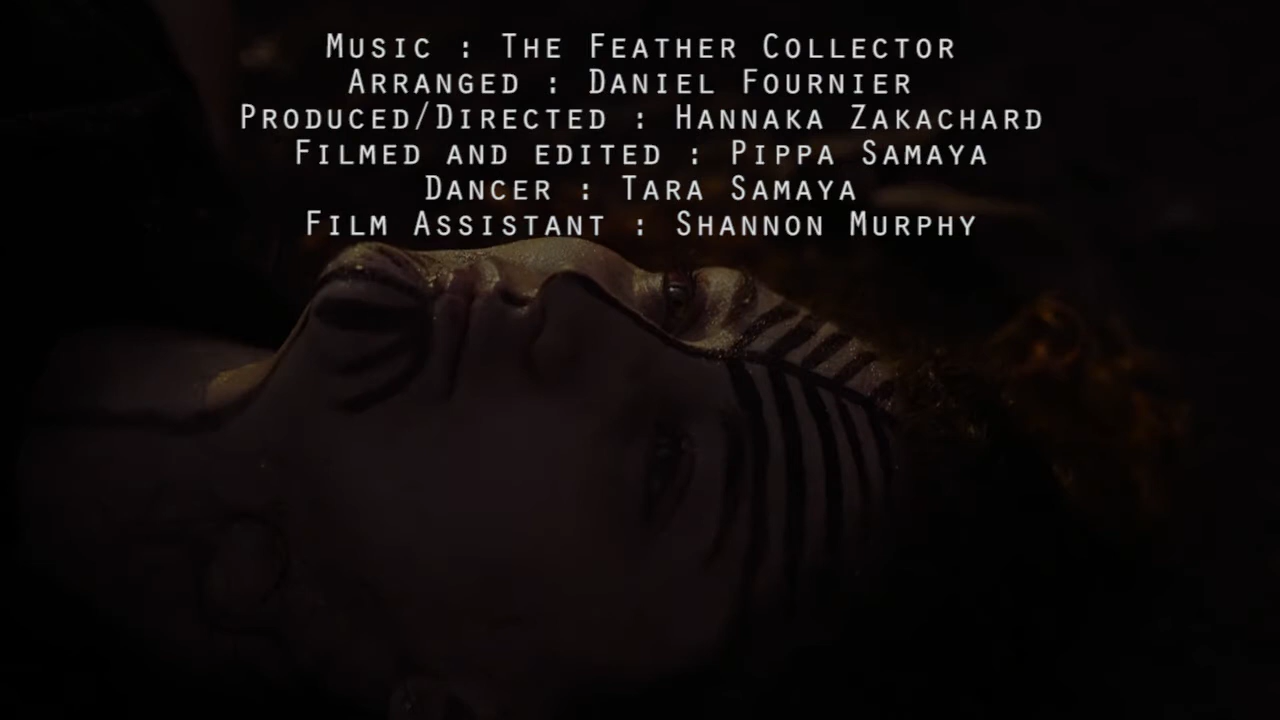 Music : The Feather Collector
Arranged : Daniel Fournier
Produced/Directed : Hannaka Zakachard
Filmed and edited : Pippa Samaya
Dancer : Tara Samaya
Film Assistant : Shannon Murphy